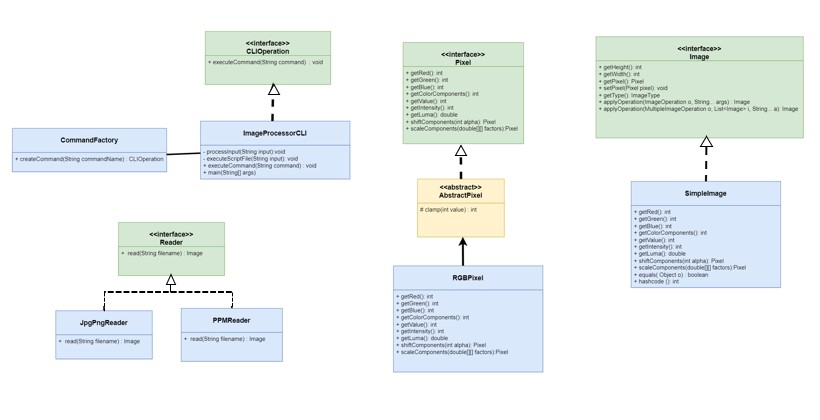 <<interface>>
CLIOperation
+ executeCommand(String command) : void
CommandFactory
+ createCommand(String commandName) : CLIOperation
ImageProcessorCLI
- processInput(String input):void
- executeScriptFile(String input): void
+ executeCommand(String command) : void
+ main(String[] args)
<<interface>>
Reader
+ read(String filename) : Image
JpgPngReader
+ read(String filename) : Image
PPMReader
+ read(String filename) : Image
<<interface>>
Pixel
+ getRed(): int
+ getGreen(): int
+ getBlue(): int
+ getColorComponents(): int
+ getValue(): int
+ getIntensity(): int
+ getLuma(): double
+ shiftComponents(int alpha): Pixel
+ scaleComponents(double[][] factors):Pixel
<<abstract>>
AbstractPixel
# clamp(int value) : int
RGBPixel
+ getRed(): int
+ getGreen(): int
+ getBlue(): int
+ getColorComponents(): int
+ getValue(): int
+ getIntensity(): int
+ getLuma(): double
+ shiftComponents(int alpha): Pixel
+ scaleComponents(double[][] factors):Pixel
<<interface>>
Image
+ getHeight(): int
+ getWidth(): int
+ getPixel(): Pixel
+ setPixel(Pixel pixel): void
+ getType(): ImageType
+ applyOperation(ImageOperation o, String... args) : Image
+ applyOperation(MultipleImageOperation o, List<Image> i, String... a): Image
SimpleImage
+ getRed(): int
+ getGreen(): int
+ getBlue(): int
+ getColorComponents(): int
+ getValue(): int
+ getIntensity(): int
+ getLuma(): double
+ shiftComponents(int alpha): Pixel
+ scaleComponents(double[][] factors):Pixel
+ equals( Object o) : boolean
+ hashcode (): int